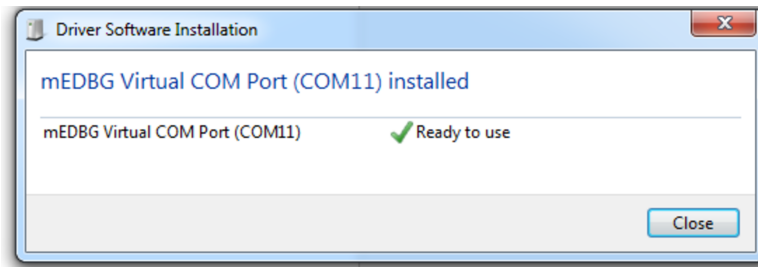 Driver Software Installation
mEDBG Virtual COM Port (COM11) installed
mEDBG Virtual COM Port (COM11) Ready to use
Close